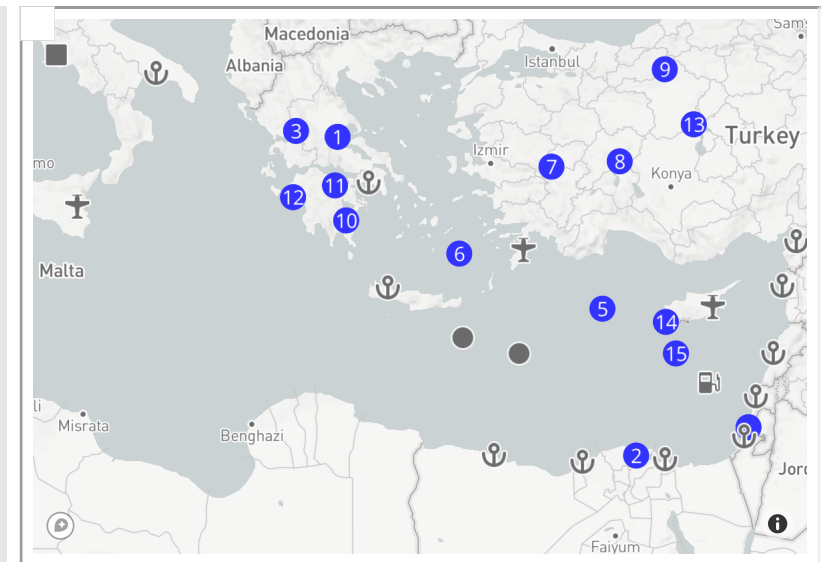 Macedonia
Sams
Albania
Istanbul
9
3
1
13
Turkey
Izmir
mo
7
8
Konya
11
12
10
6
Malta
5
14
15
li
Misrata
Benghazi
2
Jord
Faiyum
i